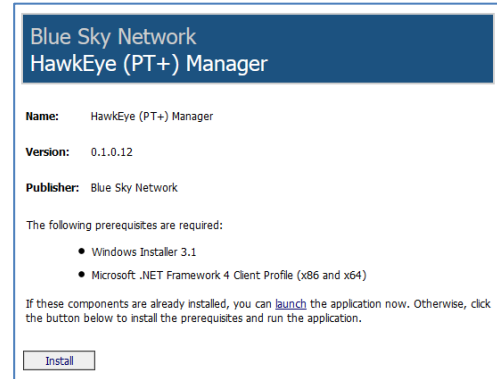 Blue Sky Network
HawkEye (PT+) Manager
Name: HawkEye (PT+) Manager
Version: 0.1.0.12
Publisher: Blue Sky Network
The following prerequisites are required:
● Windows Installer 3.1
● Microsoft .NET Framework 4 Client Profile (x86 and x64)
If these components are already installed, you can launch the application now. Otherwise, click
the button below to install the prerequisites and run the application.
Install